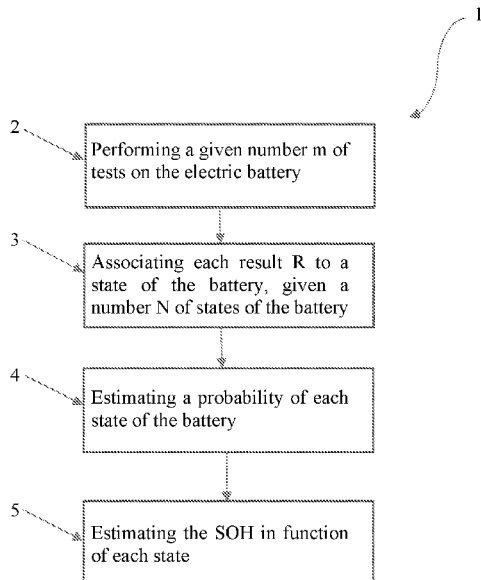 1
2
Performing a given number m of
tests on the electric battery
3
Associating each result R to a
state of the battery, given a
number N of states of the battery
4
Estimating a probability of each
state of the battery
5
Estimating the SOH in function
of each state